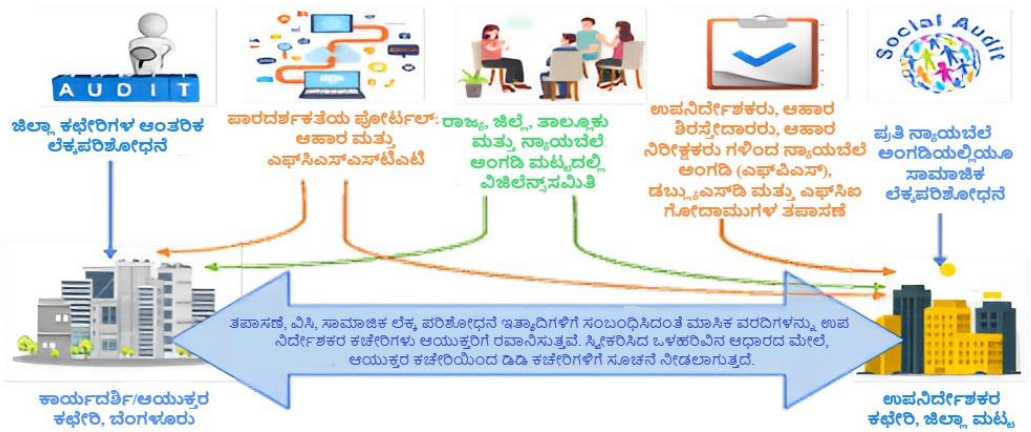 AUDIT
ಜಿಲ್ಲಾ ಕಛೇರಿಗಳ ಆಂತರಿಕ
ಲೆಕ್ಕಪರಿಶೋಧನೆ
ಪಾರದರ್ಶಕತೆಯ ಪೋರ್ಟಲ್:
ಆಹಾರ ಮತ್ತು
ಎಫ್‌ಸಿಎಸ್‌ಎಸ್‌ಟಿಎಟಿ
ರಾಜ್ಯ, ಜಿಲ್ಲೆ, ತಾಲ್ಲೂಕು
ಮತ್ತು ನ್ಯಾಯಬೆಲೆ
ಅಂಗಡಿ ಮಟ್ಟದಲ್ಲಿ
ವಿಜಿಲೆನ್ಸ್‌ಸಮಿತಿ
ಉಪನಿರ್ದೇಶಕರು, ಆಹಾರ
ಶಿರಸ್ತೇದಾರರು, ಆಹಾರ
ನಿರೀಕ್ಷಕರು ಗಳಿಂದ ನ್ಯಾಯಬೆಲೆ
ಅಂಗಡಿ (ಎಫ್‌ಪಿಎಸ್),
ಡಬ್ಲ್ಯುಎಸ್‌ಡಿ ಮತ್ತು ಎಫ್‌ಸಿಐ
ಗೋದಾಮುಗಳ ತಪಾಸಣೆ
Social Audit
ಪ್ರತಿ ನ್ಯಾಯಬೆಲೆ
ಅಂಗಡಿಯಲ್ಲಿಯೂ
ಸಾಮಾಜಿಕ
ಲೆಕ್ಕಪರಿಶೋಧನೆ
ತಪಾಸಣೆ, ವಿಸಿ, ಸಾಮಾಜಿಕ ಲೆಕ್ಕ ಪರಿಶೋಧನೆ ಇತ್ಯಾದಿಗಳಿಗೆ ಸಂಬಂಧಿಸಿದಂತೆ ಮಾಸಿಕ ವರದಿಗಳನ್ನು ಉಪ
ನಿರ್ದೇಶಕರ ಕಚೇರಿಗಳು ಆಯುಕ್ತರಿಗೆ ರವಾನಿಸುತ್ತವೆ. ಸ್ವೀಕರಿಸಿದ ಒಳಹರಿವಿನ ಆಧಾರದ ಮೇಲೆ,
ಆಯುಕ್ತರ ಕಚೇರಿಯಿಂದ ಡಿಡಿ ಕಚೇರಿಗಳಿಗೆ ಸೂಚನೆ ನೀಡಲಾಗುತ್ತದೆ.
ಕಾರ್ಯದರ್ಶಿ/ಆಯುಕ್ತರ
ಕಛೇರಿ, ಬೆಂಗಳೂರು
ಉಪನಿರ್ದೇಶಕರ
ಕಛೇರಿ, ಜಿಲ್ಲಾ ಮಟ್ಟ